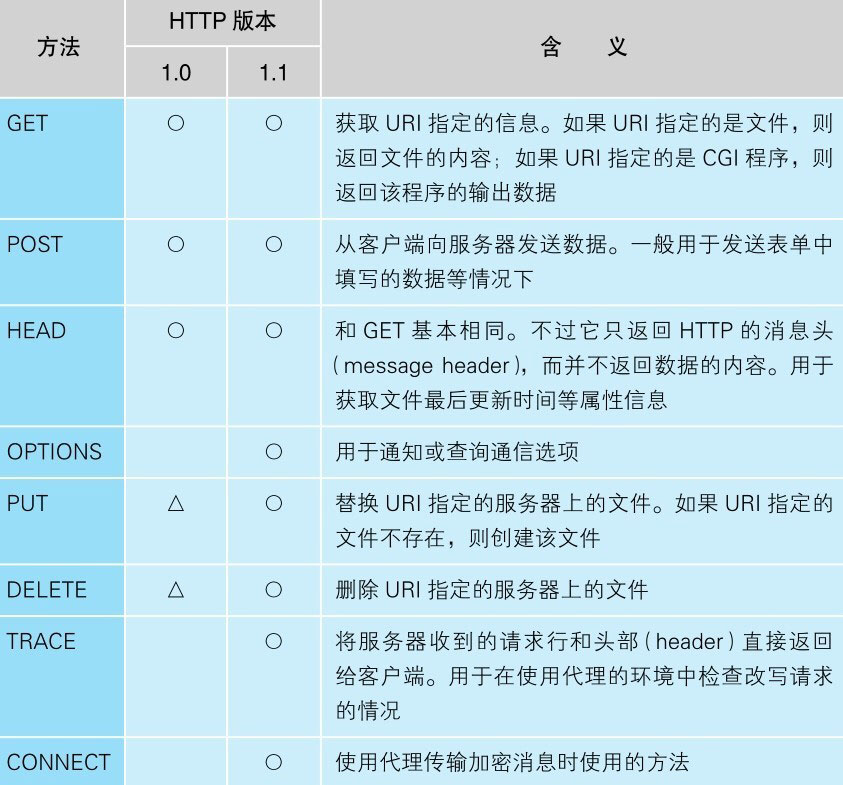 方法
HTTP 版本
含 义
1.0
1.1
GET
○
○
获取 URI 指定的信息。如果 URI 指定的是文件，则
返回文件的内容；如果 URI 指定的是 CGI 程序，则
返回该程序的输出数据
POST
○
○
从客户端向服务器发送数据。一般用于发送表单中
填写的数据等情况下
HEAD
○
○
和 GET 基本相同。不过它只返回 HTTP 的消息头
（message header），而并不返回数据的内容。用于
获取文件最后更新时间等属性信息
OPTIONS
○
用于通知或查询通信选项
PUT
△
○
替换 URI 指定的服务器上的文件。如果 URI 指定的
文件不存在，则创建该文件
DELETE
△
○
删除 URI 指定的服务器上的文件
TRACE
○
将服务器收到的请求行和头部（header）直接返回
给客户端。用于在使用代理的环境中检查改写请求
的情况
CONNECT
○
使用代理传输加密消息时使用的方法